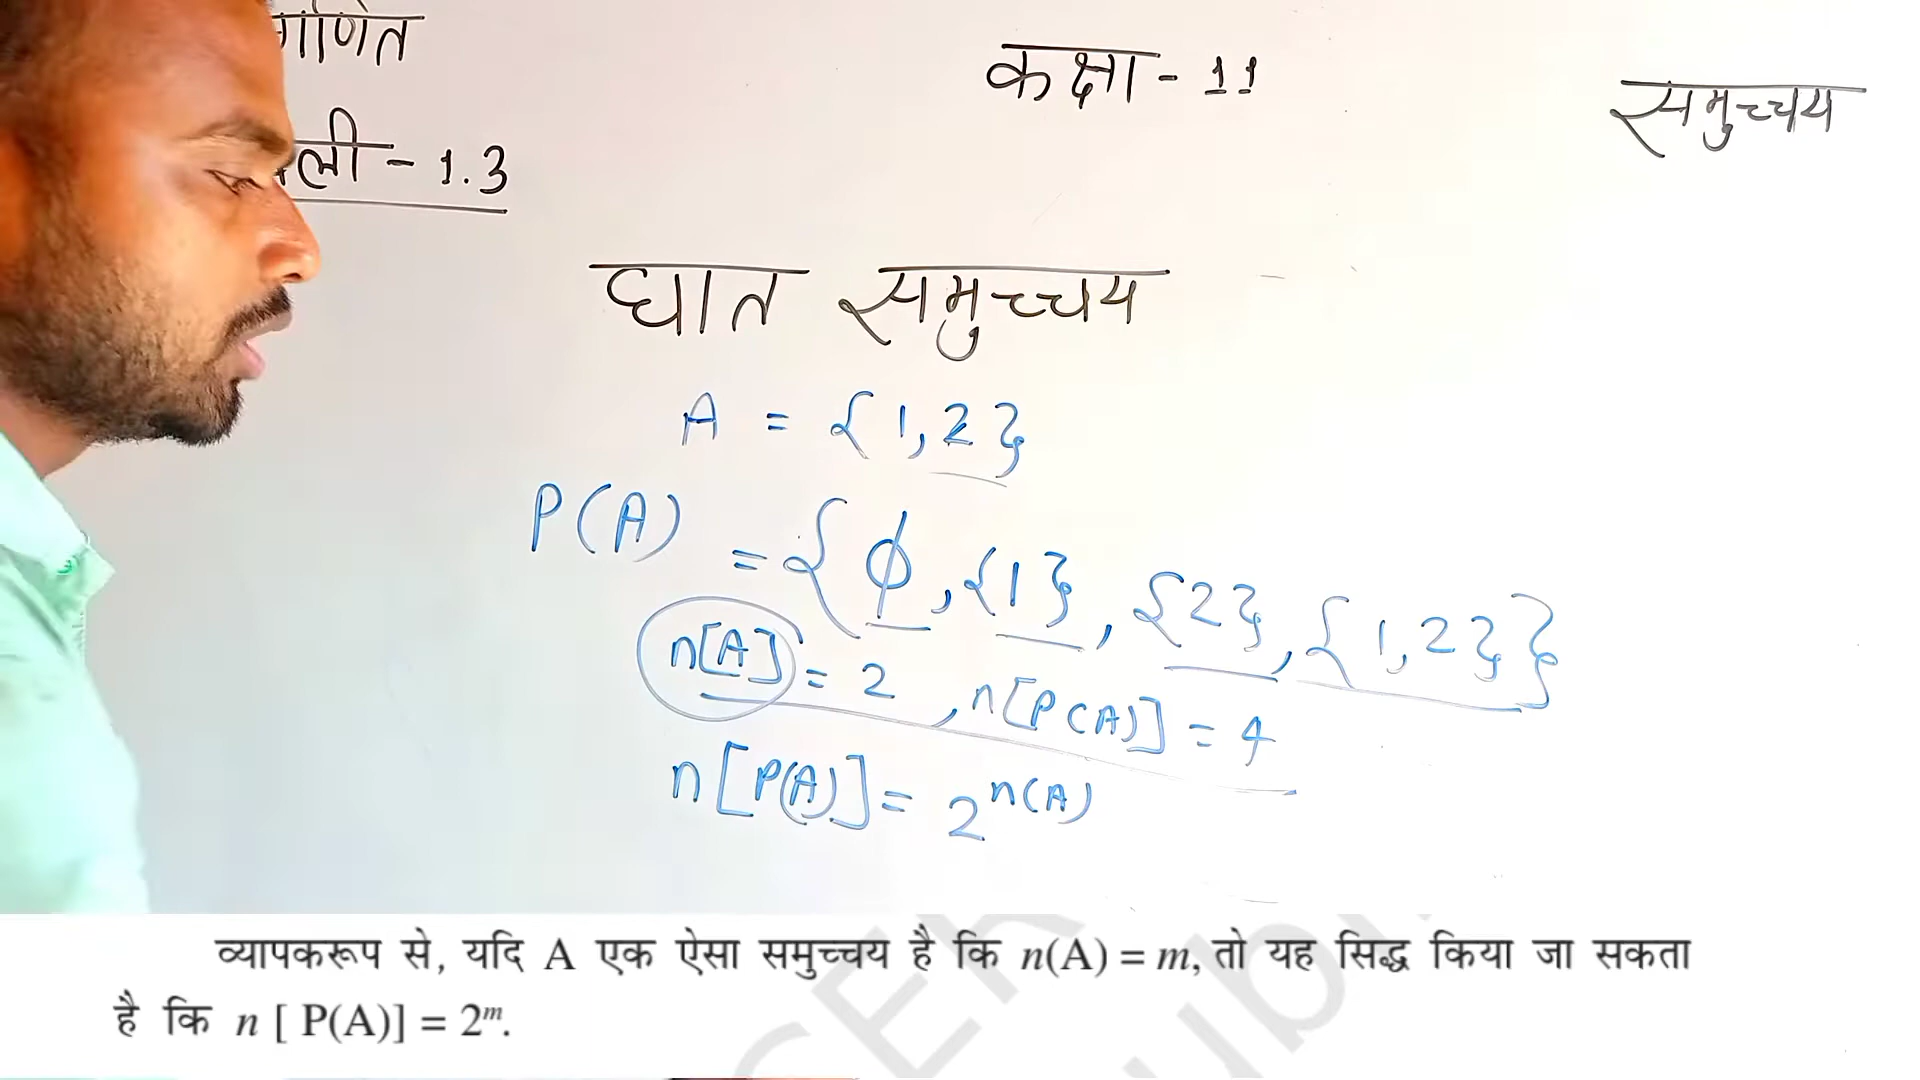 गणित
कक्षा - 11
समुच्चय
ली - 1.3
घात समुच्चय
A = {1, 2}
P(A) = {ϕ, {1}, {2}, {1, 2}}
n[A] = 2, n[P(A)] = 4
n[P(A)] = 2^n(A)
व्यापकरूप से, यदि A एक ऐसा समुच्चय है कि n(A) = m, तो यह सिद्ध किया जा सकता
है कि n [ P(A)] = 2^m.